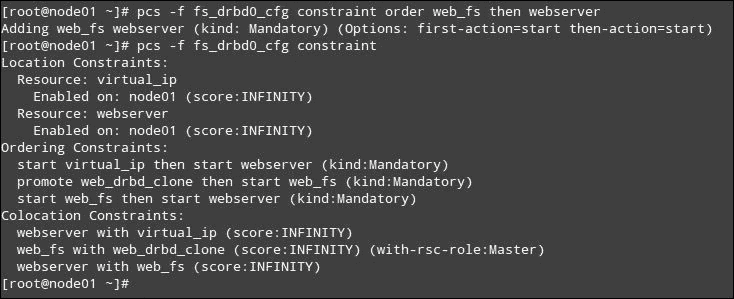 [root@node01 ~]# pcs -f fs_drbd0_cfg constraint order web_fs then webserver
Adding web_fs webserver (kind: Mandatory) (Options: first-action=start then-action=start)
[root@node01 ~]# pcs -f fs_drbd0_cfg constraint
Location Constraints:
  Resource: virtual_ip
    Enabled on: node01 (score:INFINITY)
  Resource: webserver
    Enabled on: node01 (score:INFINITY)
Ordering Constraints:
  start virtual_ip then start webserver (kind:Mandatory)
  promote web_drbd_clone then start web_fs (kind:Mandatory)
  start web_fs then start webserver (kind:Mandatory)
Colocation Constraints:
  webserver with virtual_ip (score:INFINITY)
  web_fs with web_drbd_clone (score:INFINITY) (with-rsc-role:Master)
  webserver with web_fs (score:INFINITY)
[root@node01 ~]#